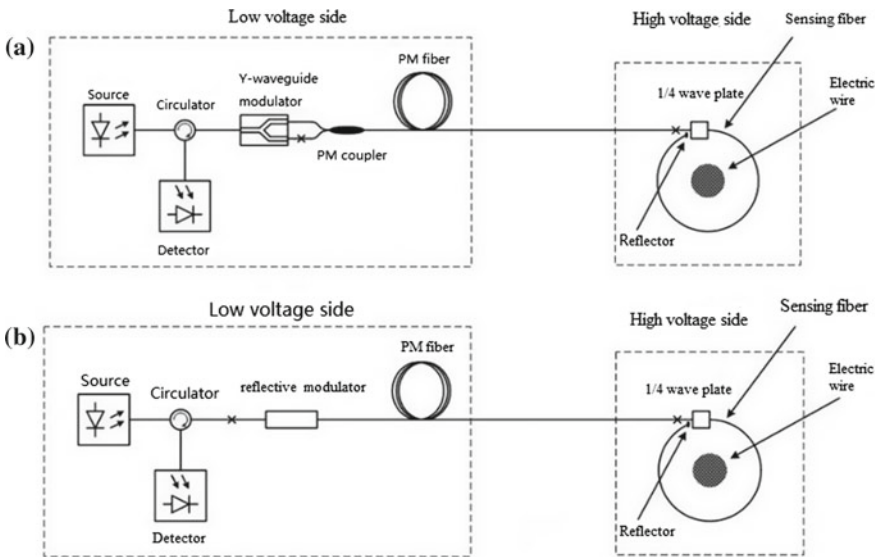 (a)
Low voltage side
High voltage side
Sensing fiber
PM fiber
Y-waveguide
modulator
Source
Circulator
1/4 wave plate
Electric
wire
PM coupler
Detector
Reflector
(b)
Low voltage side
High voltage side
Sensing fiber
PM fiber
Source
Circulator
reflective modulator
1/4 wave plate
Electric
wire
Detector
Reflector